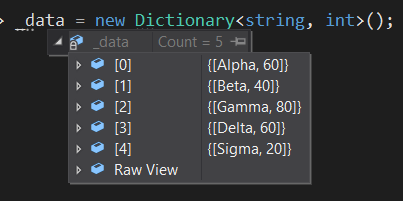 > _data = new Dictionary<string, int>();
_data Count = 5
[0] {[Alpha, 60]}
[1] {[Beta, 40]}
[2] {[Gamma, 80]}
[3] {[Delta, 60]}
[4] {[Sigma, 20]}
Raw View